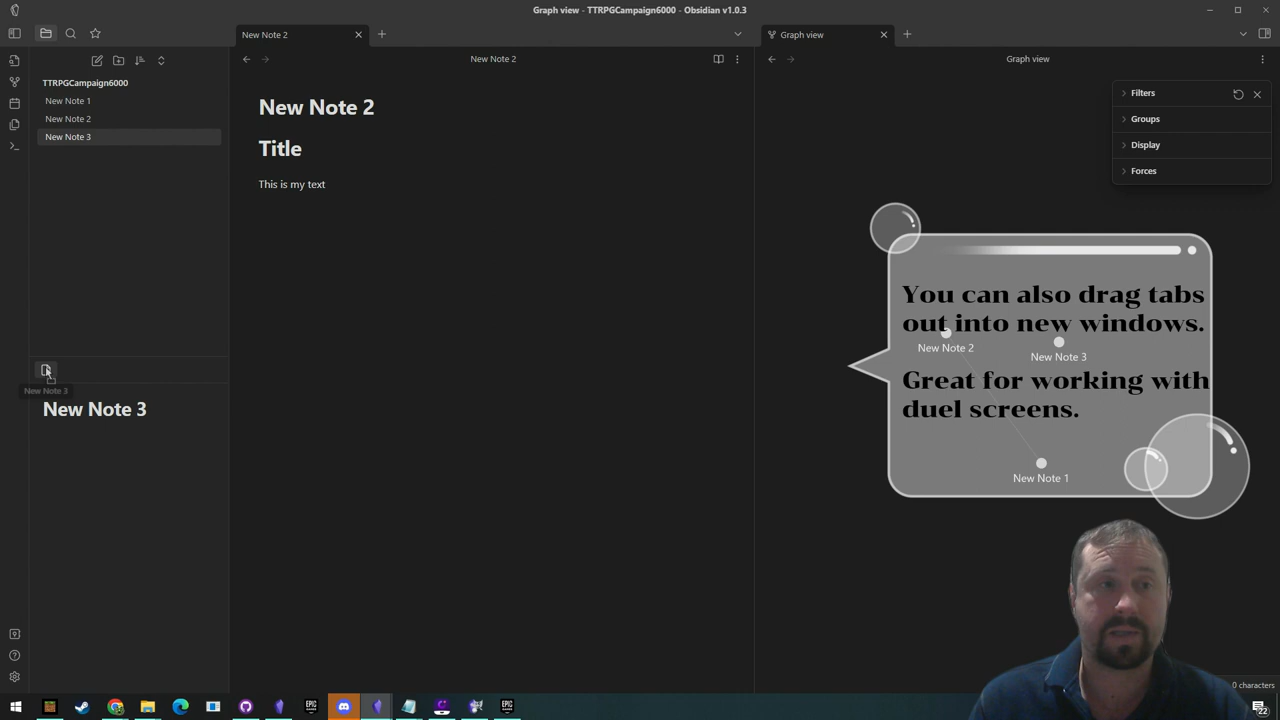 Graph view - TTRPGCampaign6000 - Obsidian v1.0.3
New Note 2
Graph view
New Note 2
Graph view
TTRPGCampaign6000
New Note 1
New Note 2
New Note 3
New Note 3
New Note 3
New Note 2
Title
This is my text
Filters
Groups
Display
Forces
You can also drag tabs
out into new windows.
New Note 2
New Note 3
Great for working with
duel screens.
New Note 1
0 characters
EPIC
EPIC
22